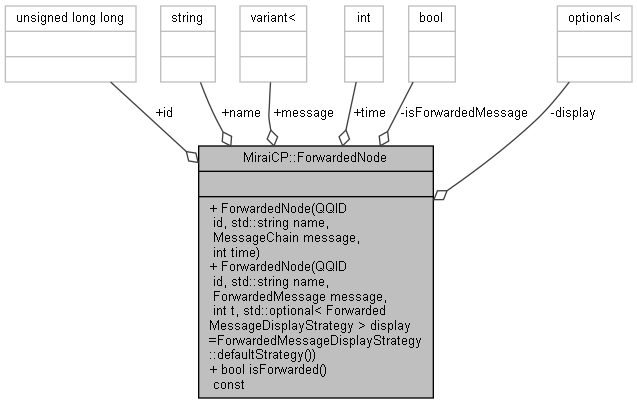 unsigned long long
string
variant<
int
bool
optional<
+id
+name
+message
+time
-isForwardedMessage
-display
MiraiCP::ForwardedNode
+ ForwardedNode(QQID
id, std::string name,
MessageChain message,
int time)
+ ForwardedNode(QQID
id, std::string name,
ForwardedMessage message,
int t, std::optional< Forwarded
MessageDisplayStrategy > display
=ForwardedMessageDisplayStrategy
::defaultStrategy())
+ bool isForwarded()
const